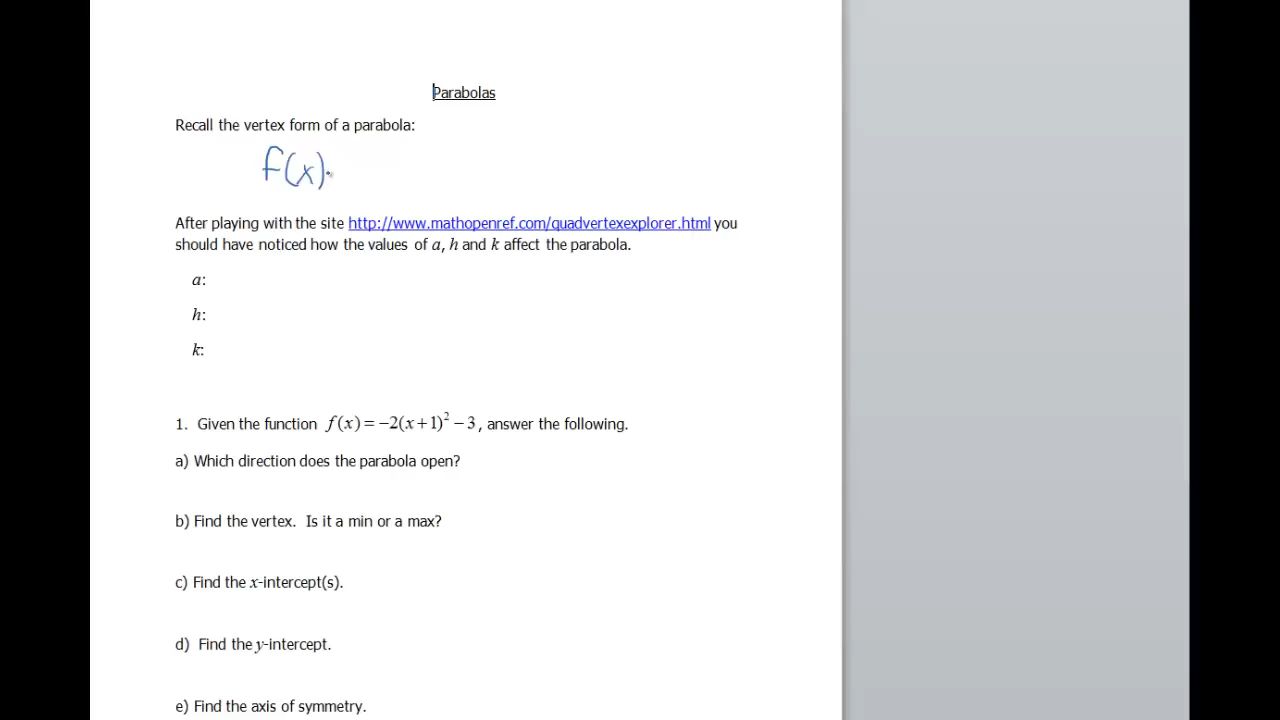 Parabolas
Recall the vertex form of a parabola:
f(x)
After playing with the site http://www.mathopenref.com/quadvertexexplorer.html you
should have noticed how the values of a, h and k affect the parabola.
a:
h:
k:
1. Given the function f(x)=−2(x+1)²−3, answer the following.
a) Which direction does the parabola open?
b) Find the vertex. Is it a min or a max?
c) Find the x-intercept(s).
d) Find the y-intercept.
e) Find the axis of symmetry.